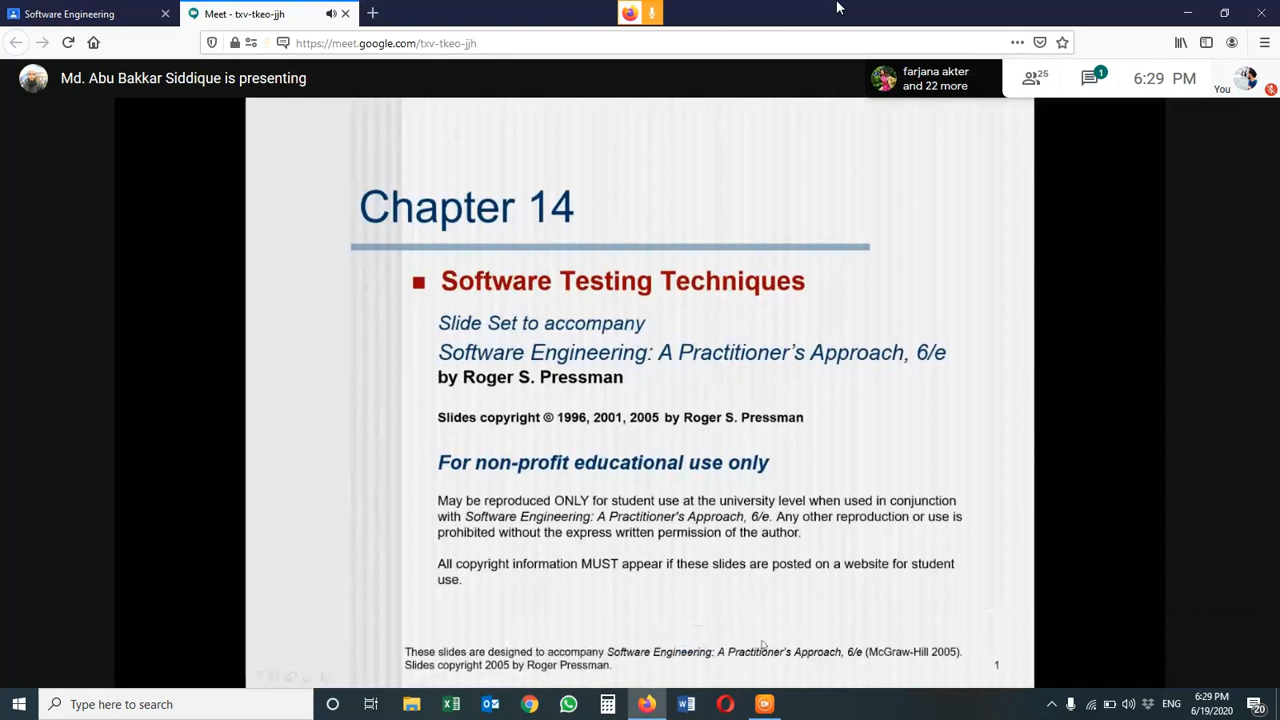 Software Engineering
Meet - txv-tkeo-jjh
https://meet.google.com/txv-tkeo-jjh
Md. Abu Bakkar Siddique is presenting
farjana akter
and 22 more
25
1
6:29 PM
You
Chapter 14
Software Testing Techniques
Slide Set to accompany
Software Engineering: A Practitioner's Approach, 6/e
by Roger S. Pressman
Slides copyright © 1996, 2001, 2005 by Roger S. Pressman
For non-profit educational use only
May be reproduced ONLY for student use at the university level when used in conjunction
with Software Engineering: A Practitioner's Approach, 6/e. Any other reproduction or use is
prohibited without the express written permission of the author.
All copyright information MUST appear if these slides are posted on a website for student
use.
These slides are designed to accompany Software Engineering: A Practitioner's Approach, 6/e (McGraw-Hill 2005).
Slides copyright 2005 by Roger Pressman.
1
Type here to search
ENG
6:29 PM
6/19/2020
20